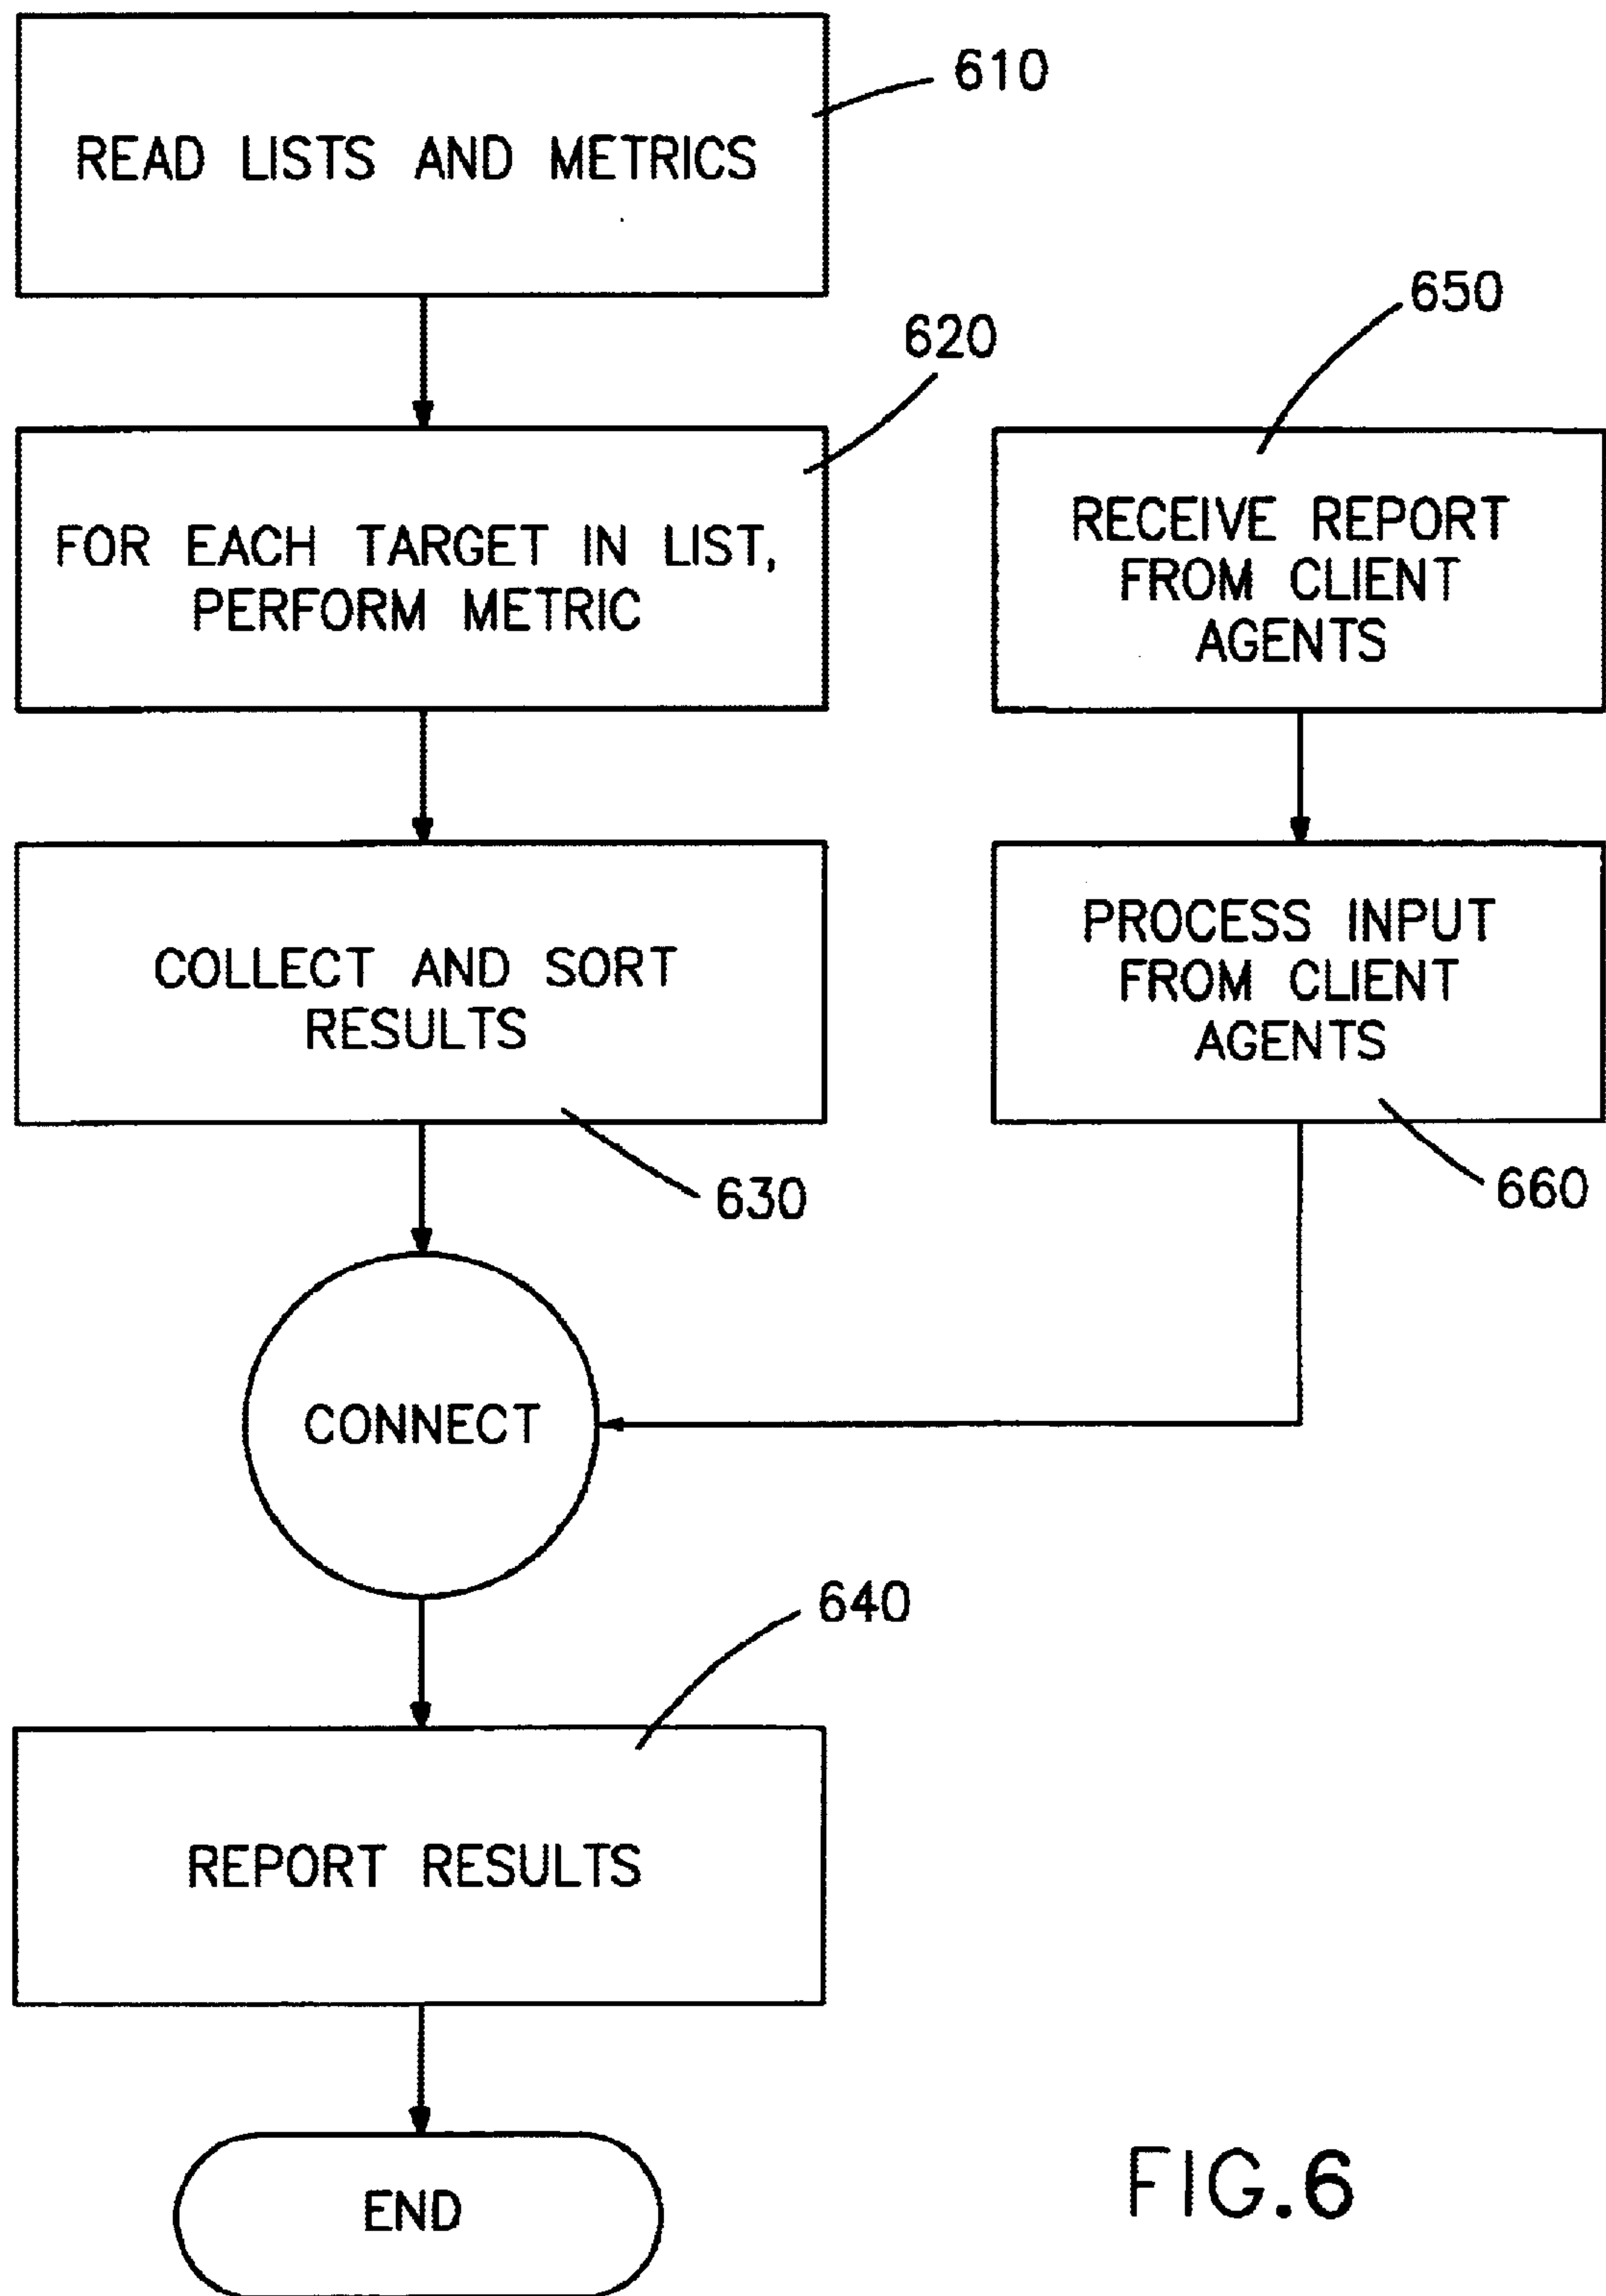 610
READ LISTS AND METRICS
650
620
FOR EACH TARGET IN LIST,
PERFORM METRIC
RECEIVE REPORT
FROM CLIENT
AGENTS
COLLECT AND SORT
RESULTS
630
PROCESS INPUT
FROM CLIENT
AGENTS
660
CONNECT
640
REPORT RESULTS
END
FIG.6